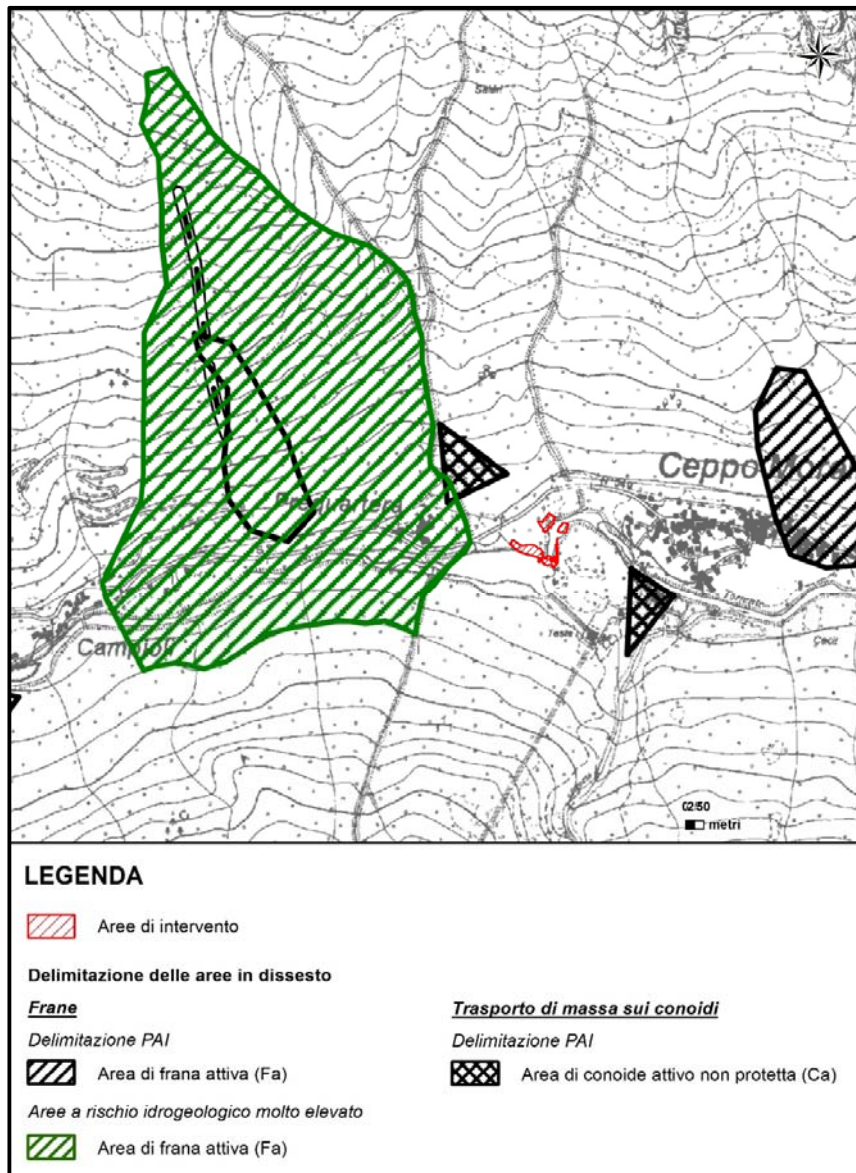 Prequartera
Ceppo Mora
Campioli
02/50
metri
LEGENDA
Aree di intervento
Delimitazione delle aree in dissesto
Frane
Delimitazione PAI
Area di frana attiva (Fa)
Aree a rischio idrogeologico molto elevato
Area di frana attiva (Fa)
Trasporto di massa sui conoidi
Delimitazione PAI
Area di conoide attivo non protetta (Ca)